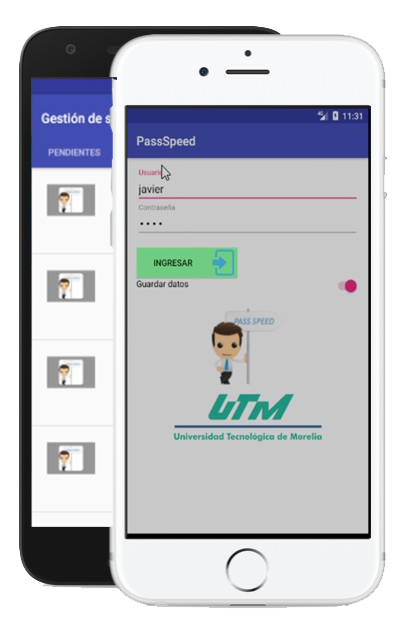 Gestión de s
PENDIENTES
11:31
PassSpeed
Usuario
javier
Contraseña
••••
INGRESAR
Guardar datos
PASS SPEED
UTM
Universidad Tecnológica de Morelia